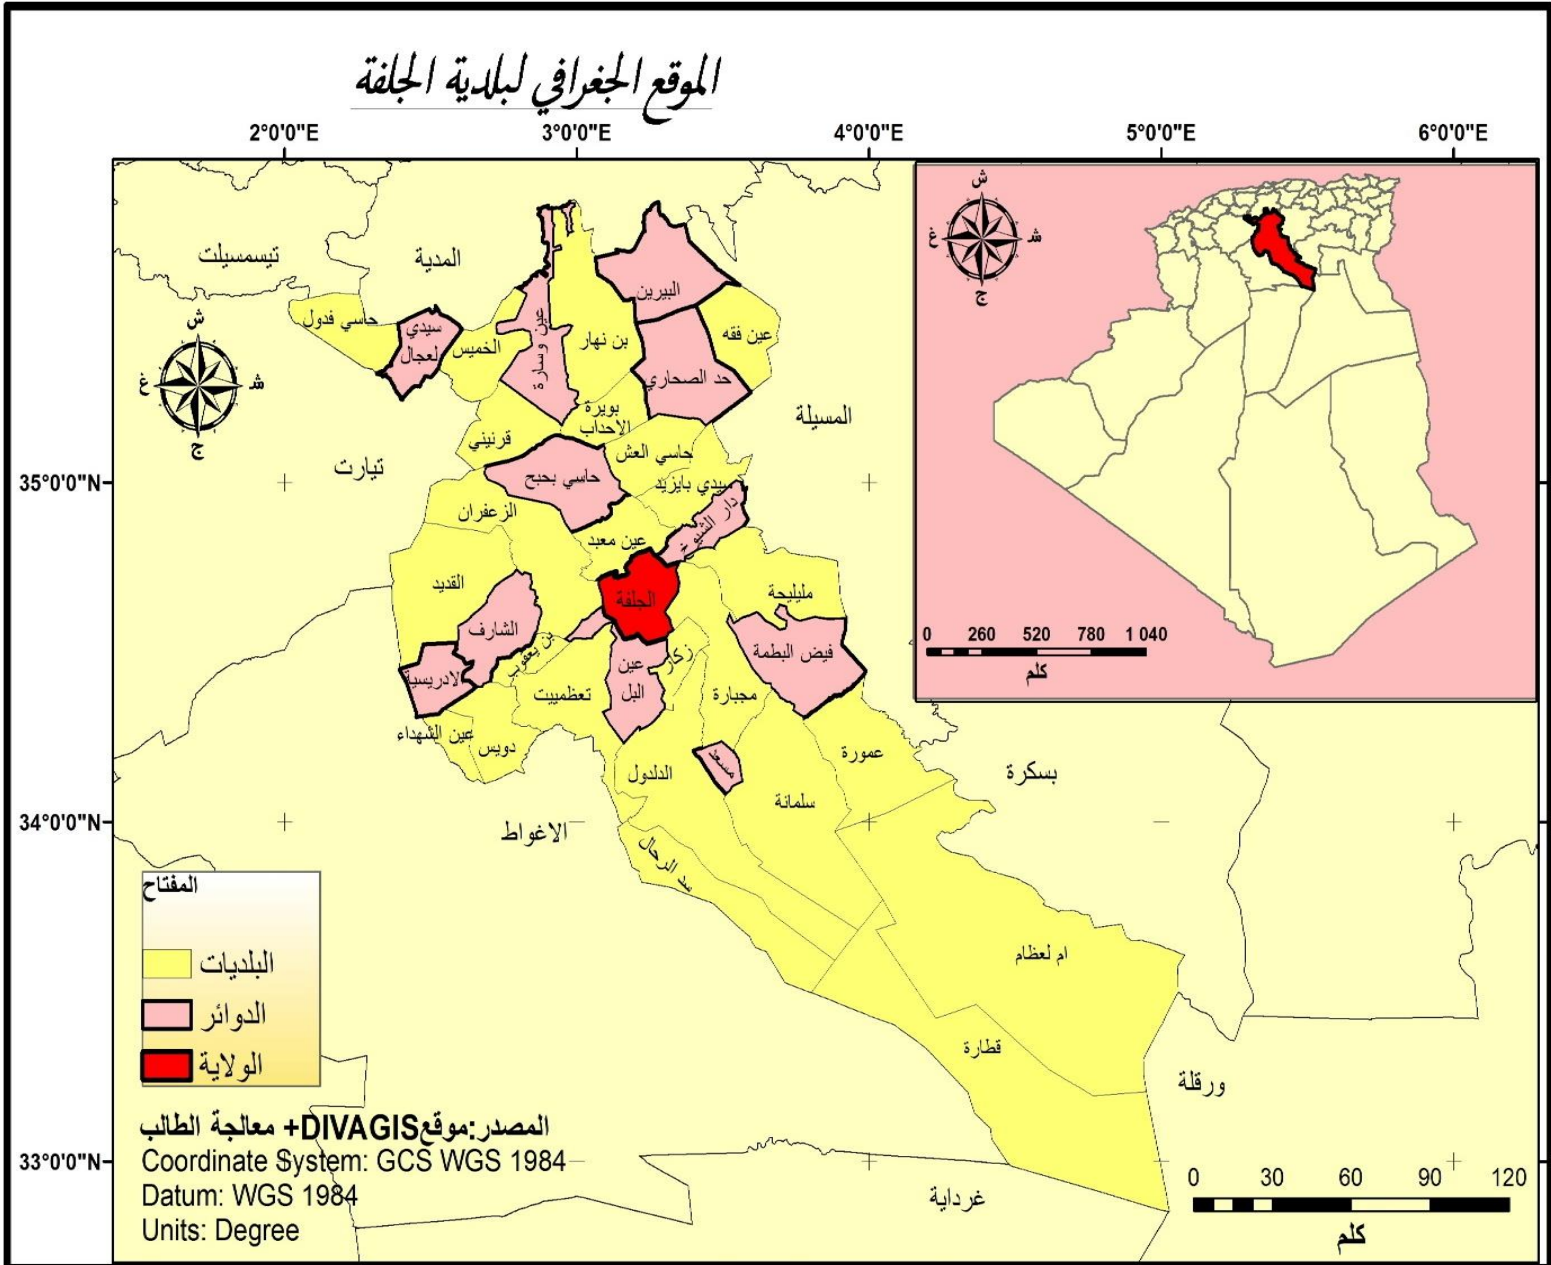 الموقع الجغرافي لبلدية الجلفة
2°0'0"E 3°0'0"E 4°0'0"E 5°0'0"E 6°0'0"E
ش
ش
غ
ج
0 260 520 780 1 040
كلم
تيسمسيلت
المدية
البيرين
حاسي فدول
سيدي
لعجال
الخميس
عين وسارة
بن نهار
عين فقه
حد الصحاري
ش
ش
غ
ج
المسيلة
بويرة
الاحداب
قرنيني
حاسي العش
تيارت
35°0'0"N
حاسي بحبح
سيدي بايزيد
الزعفران
دار الشيوخ
عين معبد
القديد
الجلفة
مليليحة
الشارف
بن يعقوب
زكار
فيض البطمة
عين
البل
الادريسية
تعظمييت
مجبارة
عين الشهداء
دويس
مسعد
عمورة
الدلدول
سلمانة
بسكرة
34°0'0"N
الاغواط
سد الرحال
ام لعظام
قطارة
ورقلة
غرداية
المفتاح
البلديات
الدوائر
الولاية
المصدر:موقعDIVAGIS+ معالجة الطالب
33°0'0"N
Coordinate System: GCS WGS 1984
Datum: WGS 1984
Units: Degree
0 30 60 90 120
كلم